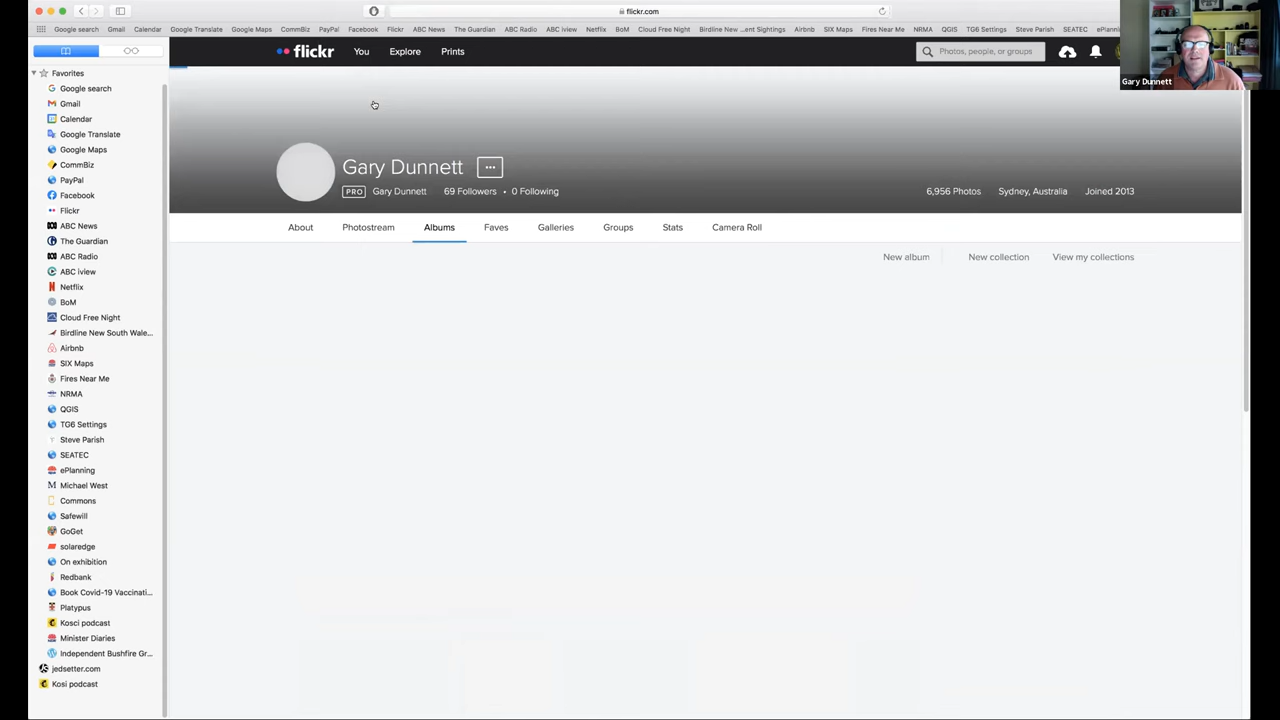 flickr.com
Google search Gmail Calendar Google Translate Google Maps CommBiz PayPal Facebook Flickr ABC News The Guardian ABC Radio ABC iview Netflix BoM Cloud Free Night Birdline New ...ent Sightings Airbnb SIX Maps Fires Near Me NRMA QGIS TG6 Settings Steve Parish SEATEC ePlannin
flickr You Explore Prints Photos, people, or groups
Gary Dunnett
Favorites
Google search
Gmail
Calendar
Google Translate
Google Maps
CommBiz
PayPal
Facebook
Flickr
ABC News
The Guardian
ABC Radio
ABC iview
Netflix
BoM
Cloud Free Night
Birdline New South Wale...
Airbnb
SIX Maps
Fires Near Me
NRMA
QGIS
TG6 Settings
Steve Parish
SEATEC
ePlanning
Michael West
Commons
Safewill
GoGet
solaredge
On exhibition
Redbank
Book Covid-19 Vaccinati...
Platypus
Kosci podcast
Minister Diaries
Independent Bushfire Gr...
jedsetter.com
Kosi podcast
Gary Dunnett ...
PRO Gary Dunnett 69 Followers • 0 Following 6,956 Photos Sydney, Australia Joined 2013
About Photostream Albums Faves Galleries Groups Stats Camera Roll
New album New collection View my collections